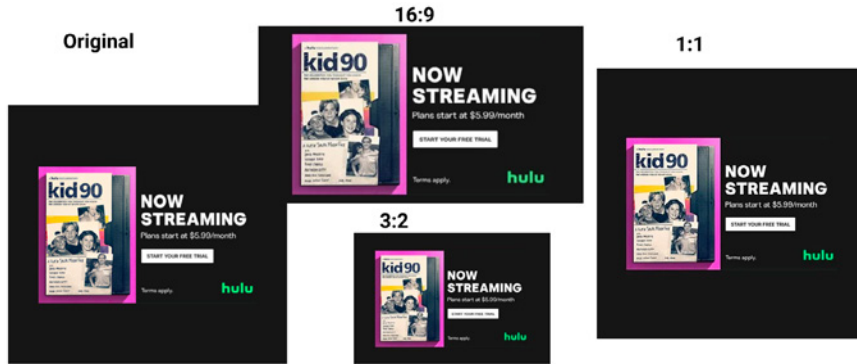 Original
16:9
1:1
3:2
kid 90
NOW
STREAMING
Plans start at $5.99/month
START YOUR FREE TRIAL
Terms apply.
hulu
kid 90
NOW
STREAMING
Plans start at $5.99/month
START YOUR FREE TRIAL
Terms apply.
hulu
kid 90
NOW
STREAMING
Plans start at $5.99/month
START YOUR FREE TRIAL
Terms apply.
hulu
kid 90
NOW
STREAMING
Plans start at $5.99/month
START YOUR FREE TRIAL
Terms apply.
hulu